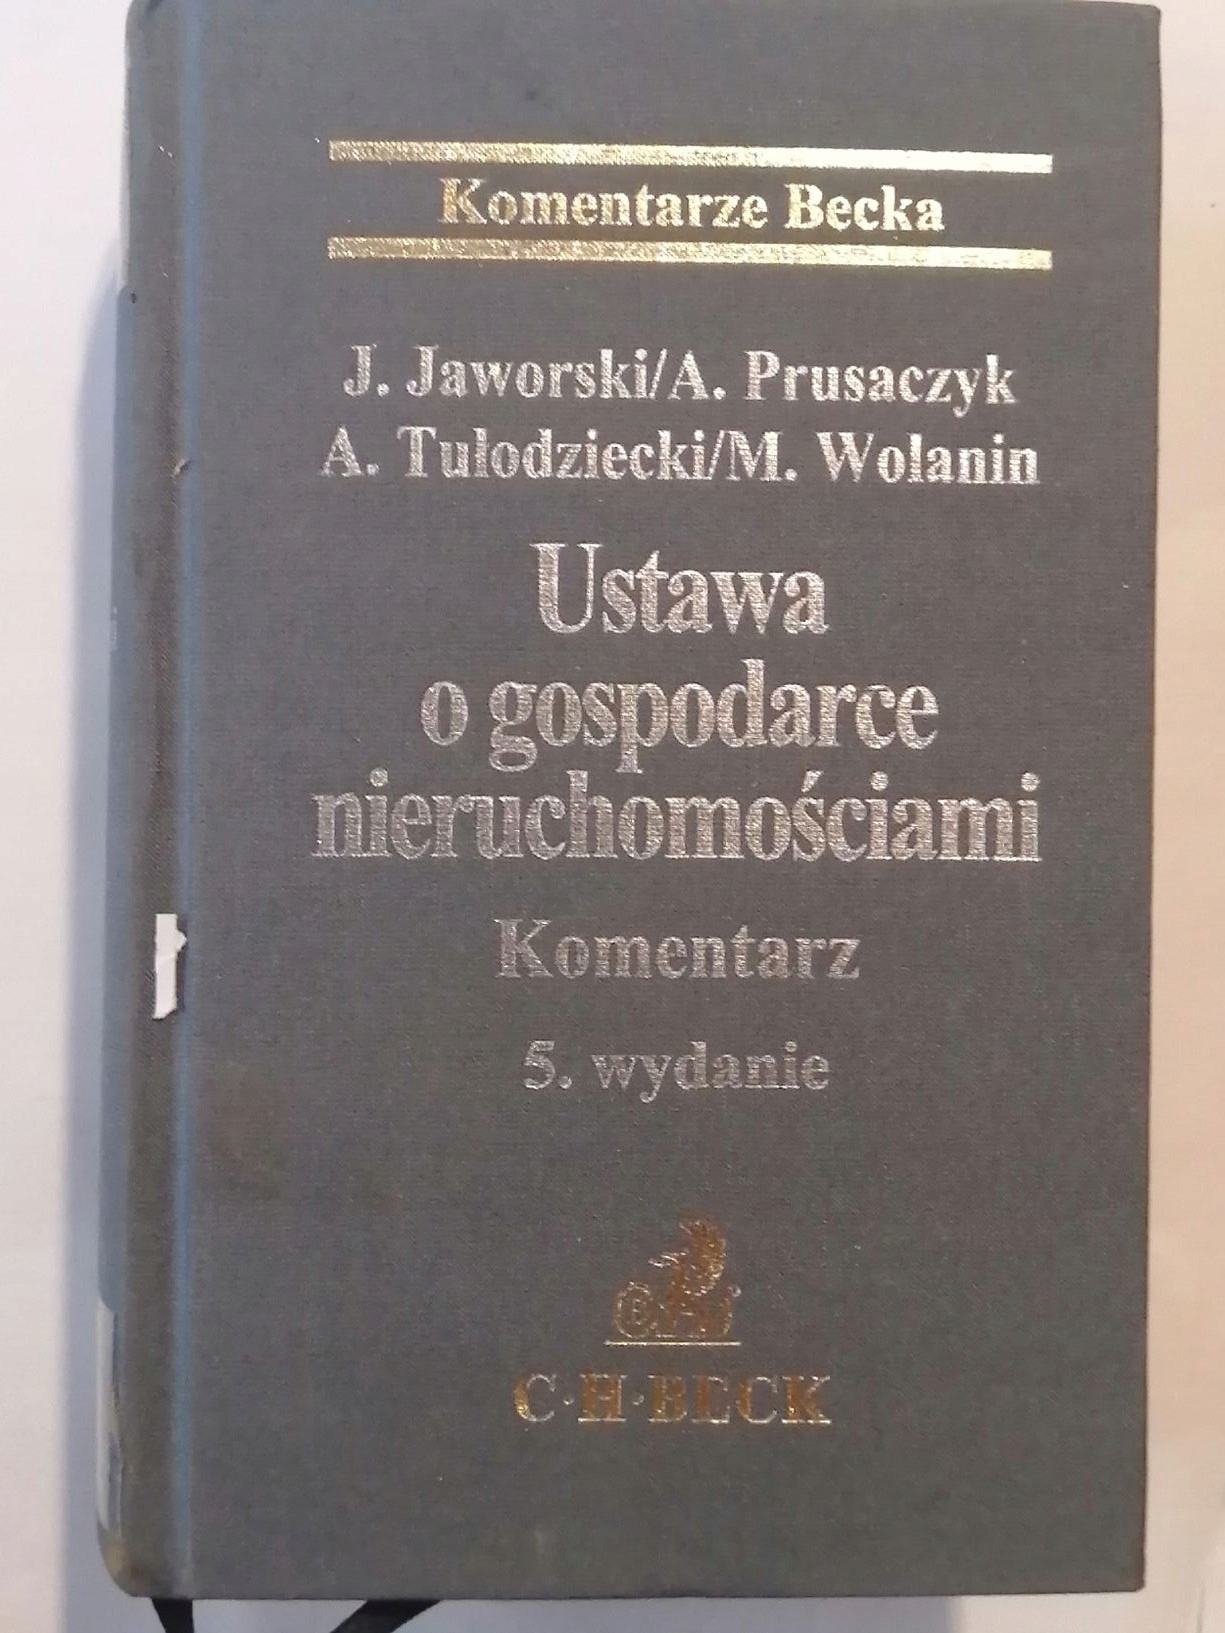 Komentarze Becka
J. Jaworski/A. Prusaczyk
A. Tułodziecki/M. Wolanin
Ustawa
o gospodarce
nieruchomościami
Komentarz
5. wydanie
C·H·BECK